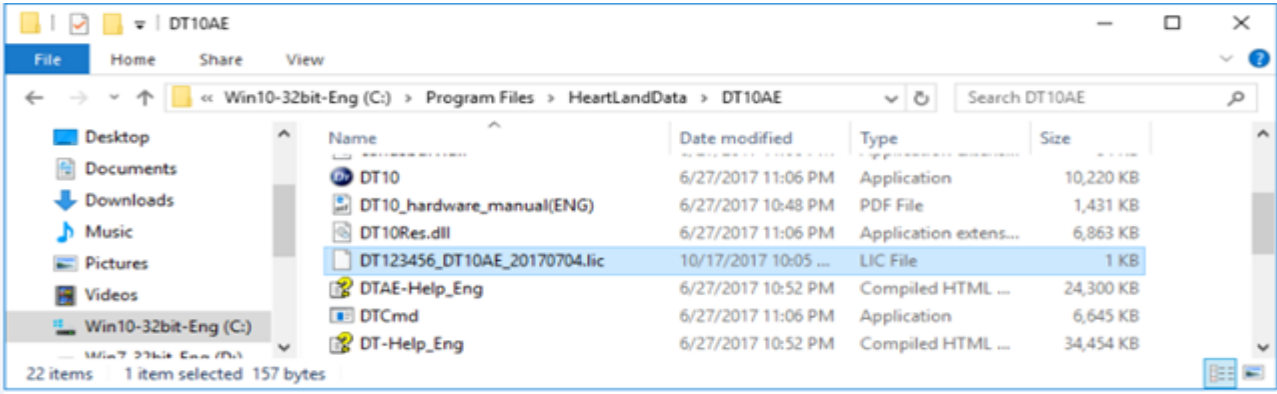 DT10AE
File Home Share View
« Win10-32bit-Eng (C:) > Program Files > HeartLandData > DT10AE Search DT10AE
Desktop Name Date modified Type Size
Documents DT10 6/27/2017 11:06 PM Application 10,220 KB
DT10_hardware_manual(ENG) 6/27/2017 10:48 PM PDF File 1,431 KB
Downloads
Music DT10Res.dll 6/27/2017 11:06 PM Application extens... 6,863 KB
Pictures DT123456_DT10AE_20170704.lic 10/17/2017 10:05 ... LIC File 1 KB
Videos DTAE-Help_Eng 6/27/2017 10:52 PM Compiled HTML ... 24,300 KB
Win10-32bit-Eng (C:) DTCmd 6/27/2017 11:06 PM Application 6,645 KB
Win7-32bit-Eng (D:) DT-Help_Eng 6/27/2017 10:52 PM Compiled HTML ... 34,454 KB
22 items 1 item selected 157 bytes